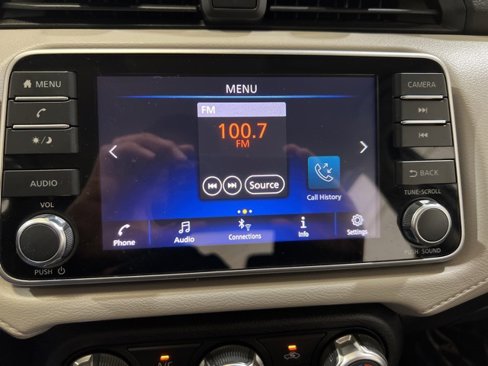 MENU
CAMERA
MENU
FM
100.7
FM
BACK
AUDIO
Source
Call History
VOL
TUNE·SCROLL
Phone
Audio
Connections
i
Info
Settings
PUSH
PUSH SOUND